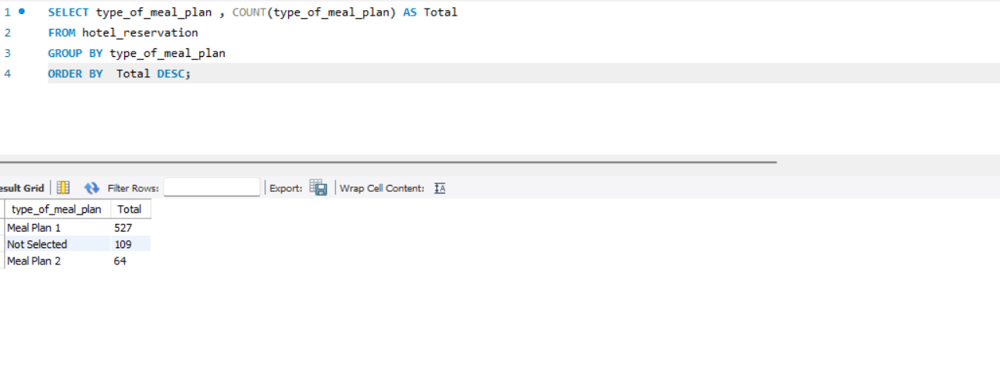 1 SELECT type_of_meal_plan , COUNT(type_of_meal_plan) AS Total
2 FROM hotel_reservation
3 GROUP BY type_of_meal_plan
4 ORDER BY  Total DESC;
esult Grid Filter Rows: Export: Wrap Cell Content:
type_of_meal_plan Total
Meal Plan 1 527
Not Selected 109
Meal Plan 2 64